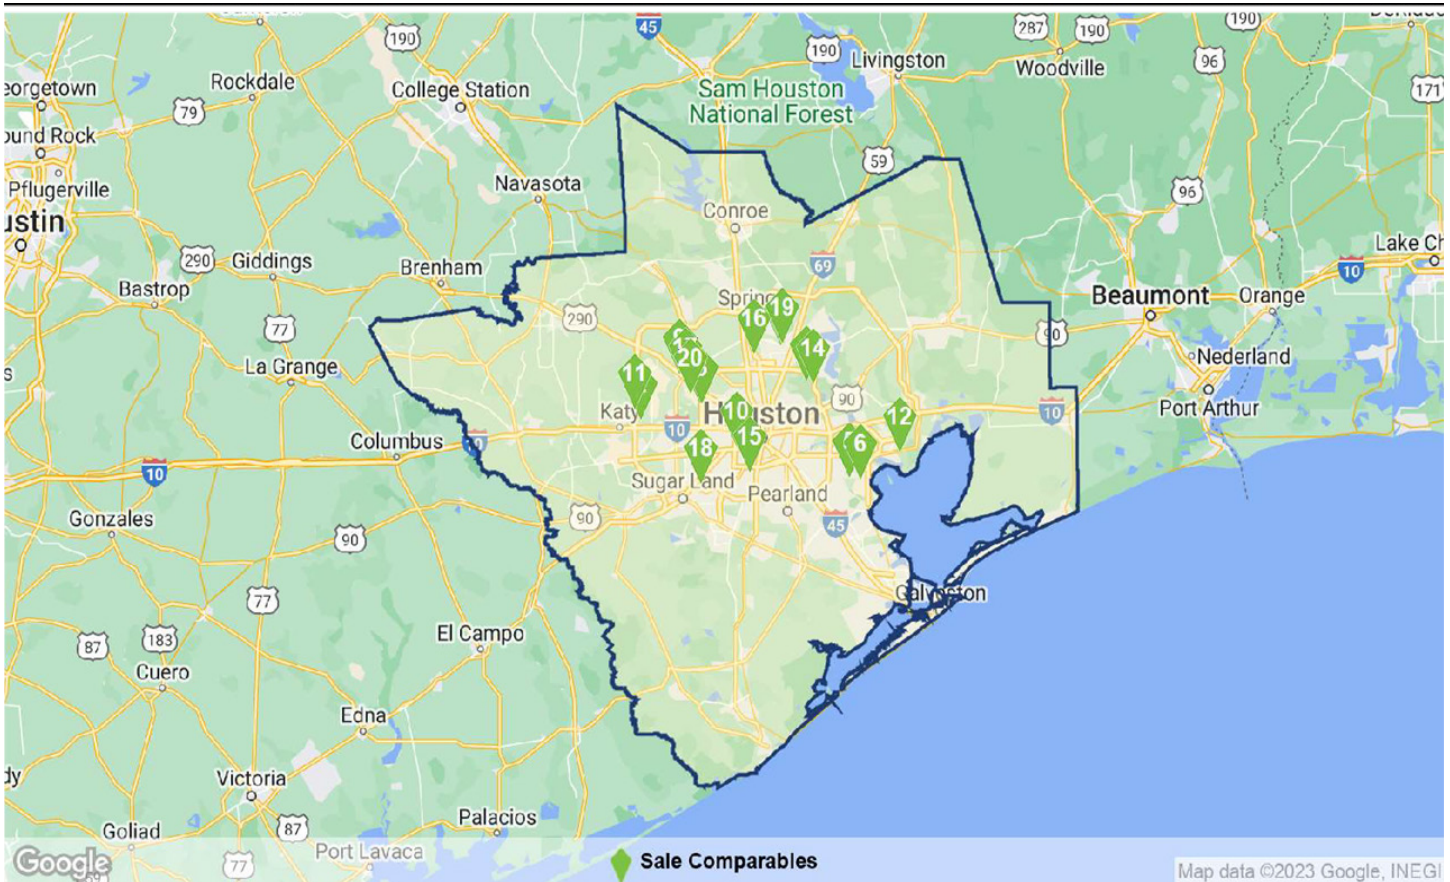 45
190
287
190
190
Livingston
Woodville
96
eorgetown
Rockdale
College Station
Sam Houston
National Forest
171
79
ound Rock
59
Pflugerville
Navasota
96
ustin
Conroe
290
Giddings
Brenham
69
Lake Ch
10
Bastrop
Spring
19
Beaumont
Orange
77
290
16
90
La Grange
14
Nederland
20
11
s
Katy
10
Houston
90
10
Port Arthur
12
Columbus
10
15
6
10
18
Sugar Land
Pearland
Gonzales
90
90
45
77
Galveston
87
183
El Campo
Cuero
Edna
dy
Victoria
Palacios
87
Goliad
Port Lavaca
77
Google
Sale Comparables
Map data ©2023 Google, INEGI